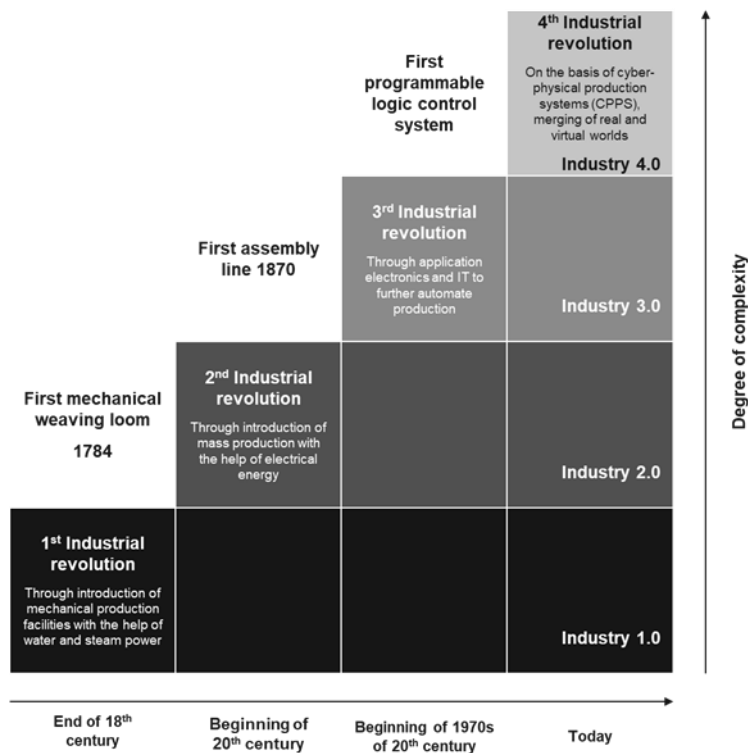 4th Industrial
revolution
On the basis of cyber-
physical production
systems (CPPS),
merging of real and
virtual worlds
Industry 4.0
First
programmable
logic control
system
3rd Industrial
revolution
Through application
electronics and IT to
further automate
production
Industry 3.0
First assembly
line 1870
2nd Industrial
revolution
Through introduction of
mass production with
the help of electrical
energy
Industry 2.0
First mechanical
weaving loom
1784
1st Industrial
revolution
Through introduction of
mechanical production
facilities with the help of
water and steam power
Industry 1.0
Degree of complexity
End of 18th
century
Beginning of
20th century
Beginning of 1970s
of 20th century
Today